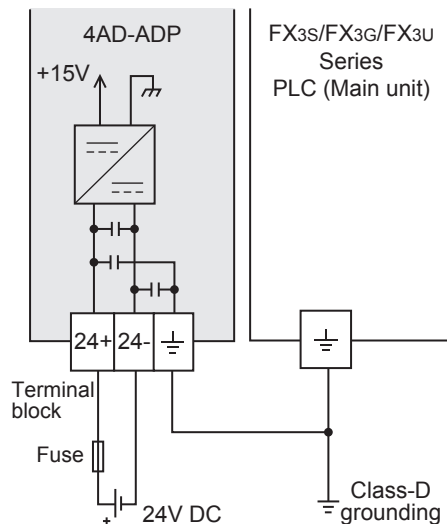 4AD-ADP
FX3S/FX3G/FX3U
Series
PLC (Main unit)
+15V
24+ 24-
Terminal
block
Fuse
+
24V DC
Class-D
grounding